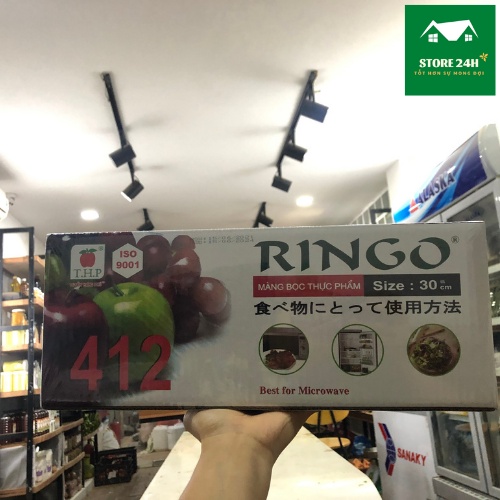 STORE 24H
TỐT HƠN SỰ MONG ĐỢI
ALASKA
T.H.P
ISO
9001
RINGO®
MÀNG BỌC THỰC PHẨM
Size : 30 cm
食べ物にとって使用方法
412
Best for Microwave
SANAKY